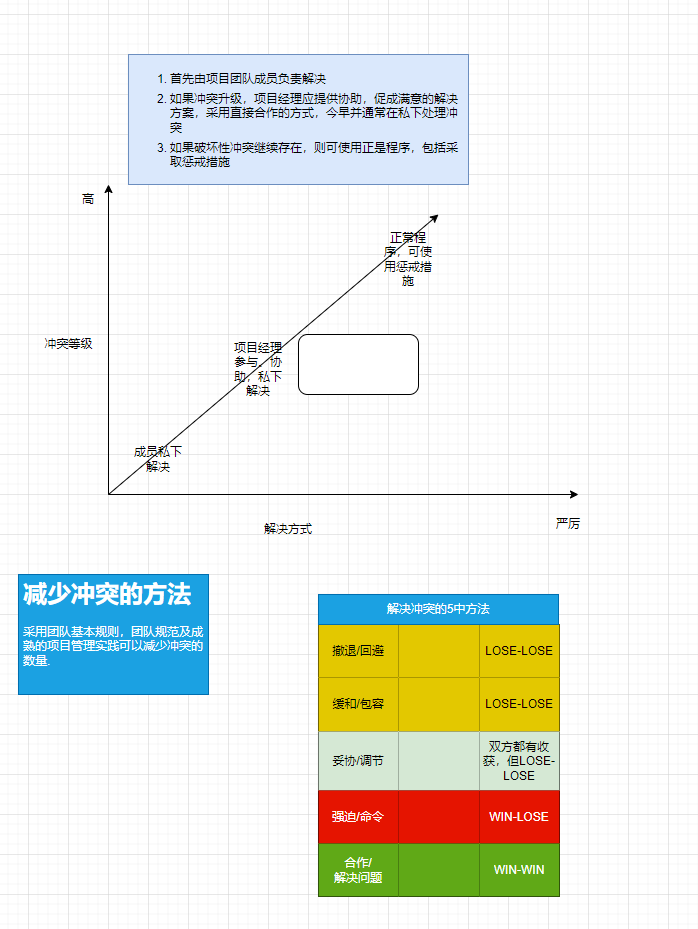 1. 首先由项目团队成员负责解决
2. 如果冲突升级，项目经理应提供协助，促成满意的解决
方案，采用直接合作的方式，今早并通常在私下处理冲
突
3. 如果破坏性冲突继续存在，则可使用正是程序，包括采
取惩戒措施
高
正常程
序，可使
用惩戒措
施
冲突等级
项目经理
参与、协
助，私下
解决
成员私下
解决
解决方式
严厉
减少冲突的方法
采用团队基本规则，团队规范及成
熟的项目管理实践可以减少冲突的
数量.
解决冲突的5中方法
撤退/回避
LOSE-LOSE
缓和/包容
LOSE-LOSE
妥协/调节
双方都有收
获，但LOSE-
LOSE
强迫/命令
WIN-LOSE
合作/
解决问题
WIN-WIN